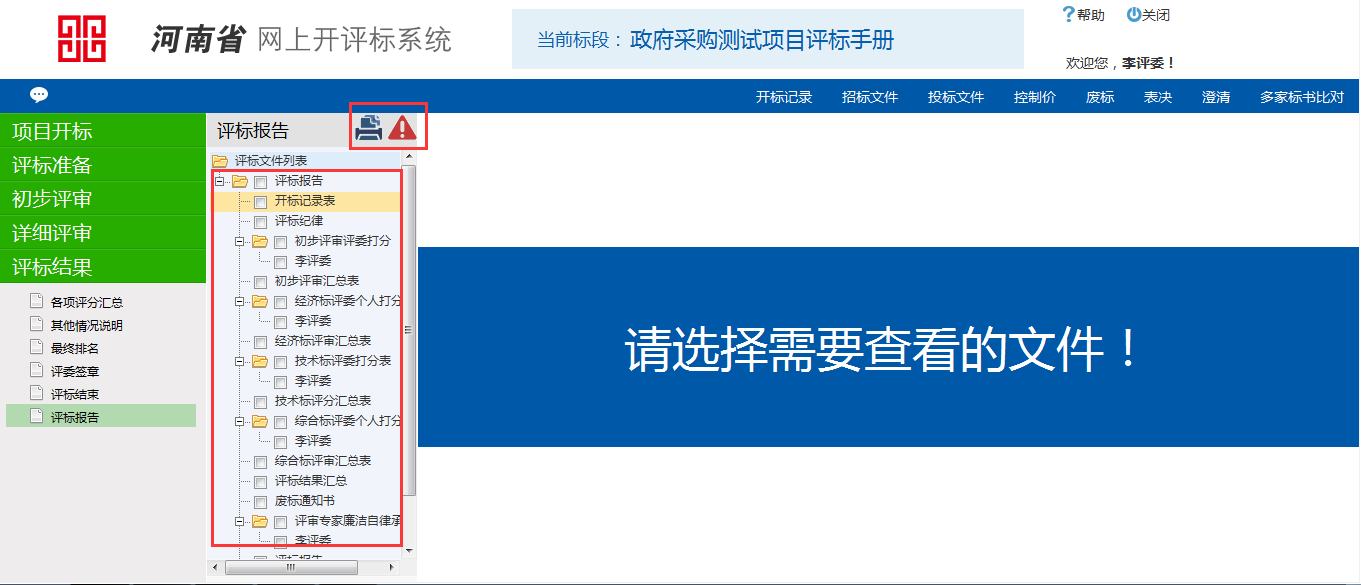 河南省 网上开评标系统
当前标段： 政府采购测试项目评标手册
帮助 关闭
欢迎您，李评委！
开标记录 招标文件 投标文件 控制价 废标 表决 澄清 多家标书比对
项目开标
评标准备
初步评审
详细评审
评标结果
各项评分汇总
其他情况说明
最终排名
评委签章
评标结束
评标报告
评标报告
评标文件列表
评标报告
开标记录表
评标纪律
初步评审评委打分
李评委
初步评审汇总表
经济标评委个人打分
李评委
经济标评审汇总表
技术标评委打分表
李评委
技术标评分汇总表
综合标评委个人打分
李评委
综合标评审汇总表
评标结果汇总
废标通知书
评审专家廉洁自律承
李评委
评标报告
请选择需要查看的文件！